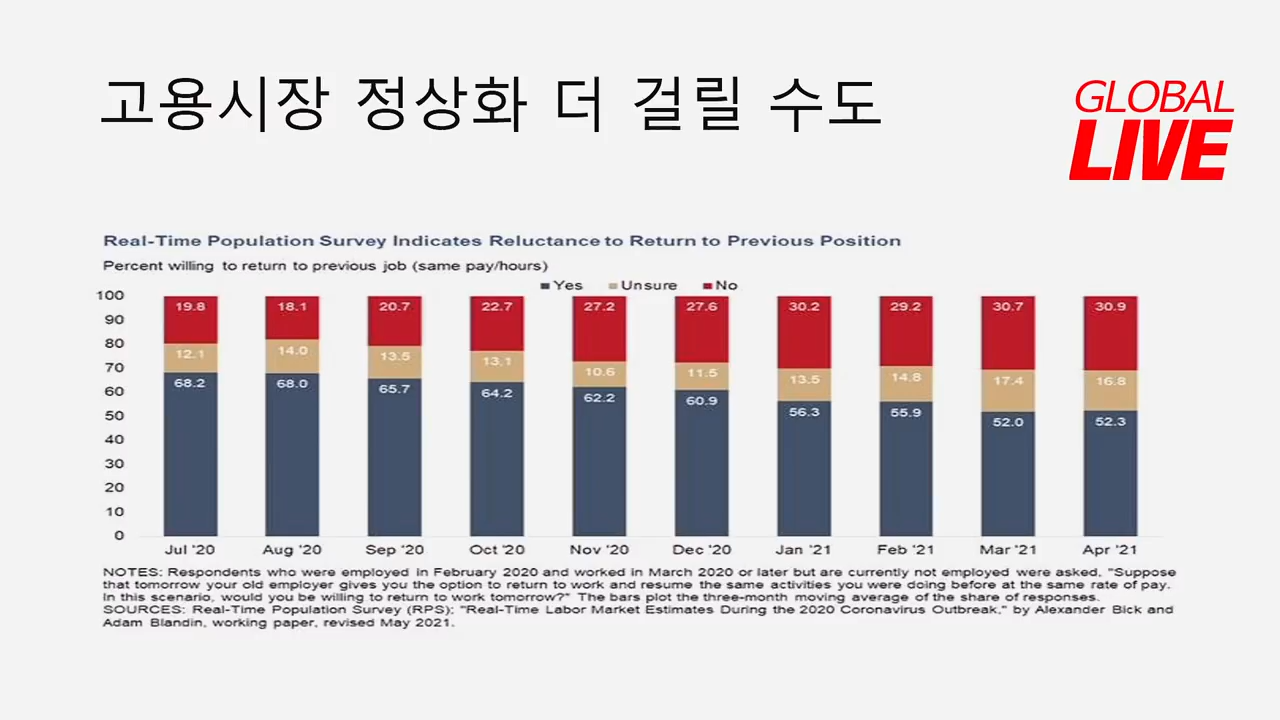 고용시장 정상화 더 걸릴 수도
GLOBAL
LIVE
Real-Time Population Survey Indicates Reluctance to Return to Previous Position
Percent willing to return to previous job (same pay/hours)
Yes Unsure No
100
90
80
70
60
50
40
30
20
10
0
19.8 18.1 20.7 22.7 27.2 27.6 30.2 29.2 30.7 30.9
12.1 14.0 13.5 13.1 10.6 11.5 13.5 14.8 17.4 16.8
68.2 68.0 65.7 64.2 62.2 60.9 56.3 55.9 52.0 52.3
Jul '20 Aug '20 Sep '20 Oct '20 Nov '20 Dec '20 Jan '21 Feb '21 Mar '21 Apr '21
NOTES: Respondents who were employed in February 2020 and worked in March 2020 or later but are currently not employed were asked, "Suppose
that tomorrow your old employer gives you the option to return to work and resume the same activities you were doing before at the same rate of pay.
In this scenario, would you be willing to return to work tomorrow?" The bars plot the three-month moving average of the share of responses.
SOURCES: Real-Time Population Survey (RPS); "Real-Time Labor Market Estimates During the 2020 Coronavirus Outbreak," by Alexander Bick and
Adam Blandin, working paper, revised May 2021.